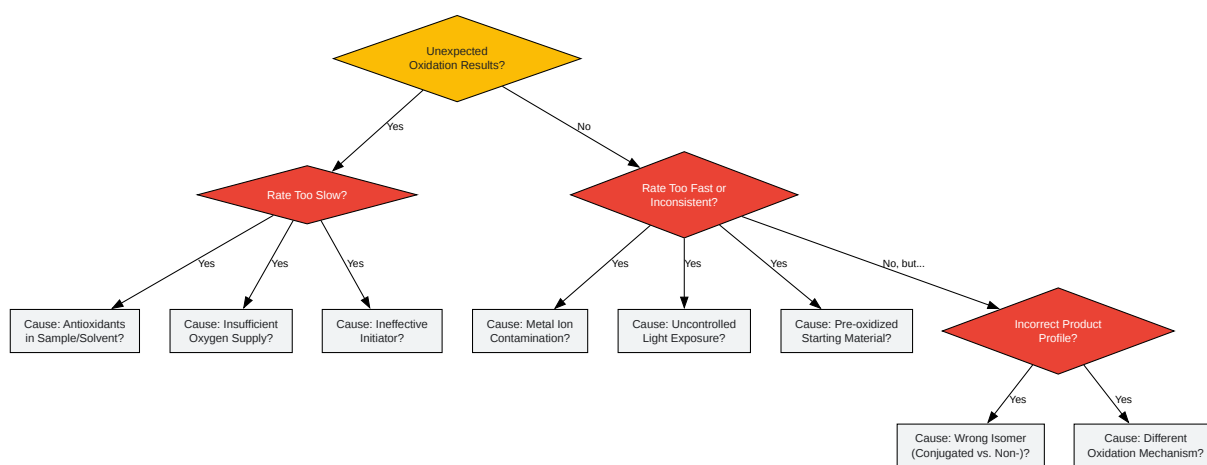 Unexpected
Oxidation Results?
Yes
No
Rate Too Slow?
Rate Too Fast or
Inconsistent?
Yes
Yes
Yes
Yes
Yes
Yes
No, but...
Cause: Antioxidants
in Sample/Solvent?
Cause: Insufficient
Oxygen Supply?
Cause: Ineffective
Initiator?
Cause: Metal Ion
Contamination?
Cause: Uncontrolled
Light Exposure?
Cause: Pre-oxidized
Starting Material?
Incorrect Product
Profile?
Yes
Yes
Cause: Wrong Isomer
(Conjugated vs. Non-)?
Cause: Different
Oxidation Mechanism?